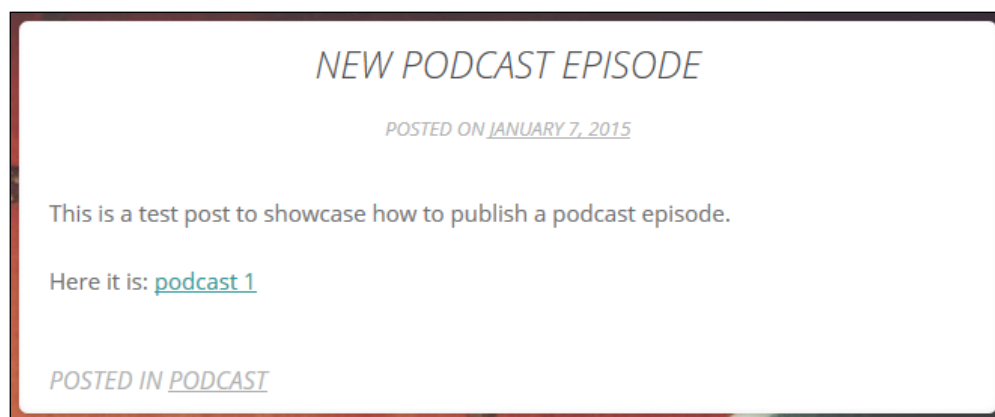 NEW PODCAST EPISODE
POSTED ON JANUARY 7, 2015
This is a test post to showcase how to publish a podcast episode.
Here it is: podcast 1
POSTED IN PODCAST